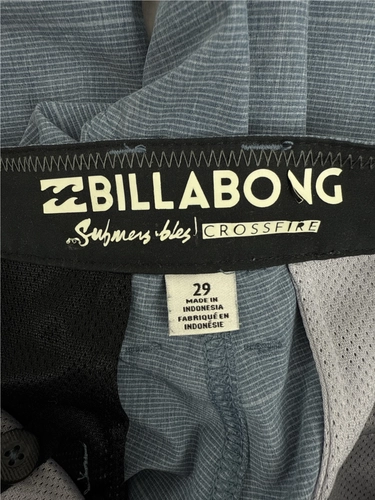 BILLABONG
Submersibles CROSSFIRE
29
MADE IN
INDONESIA
FABRIQUÉ EN
INDONÉSIE